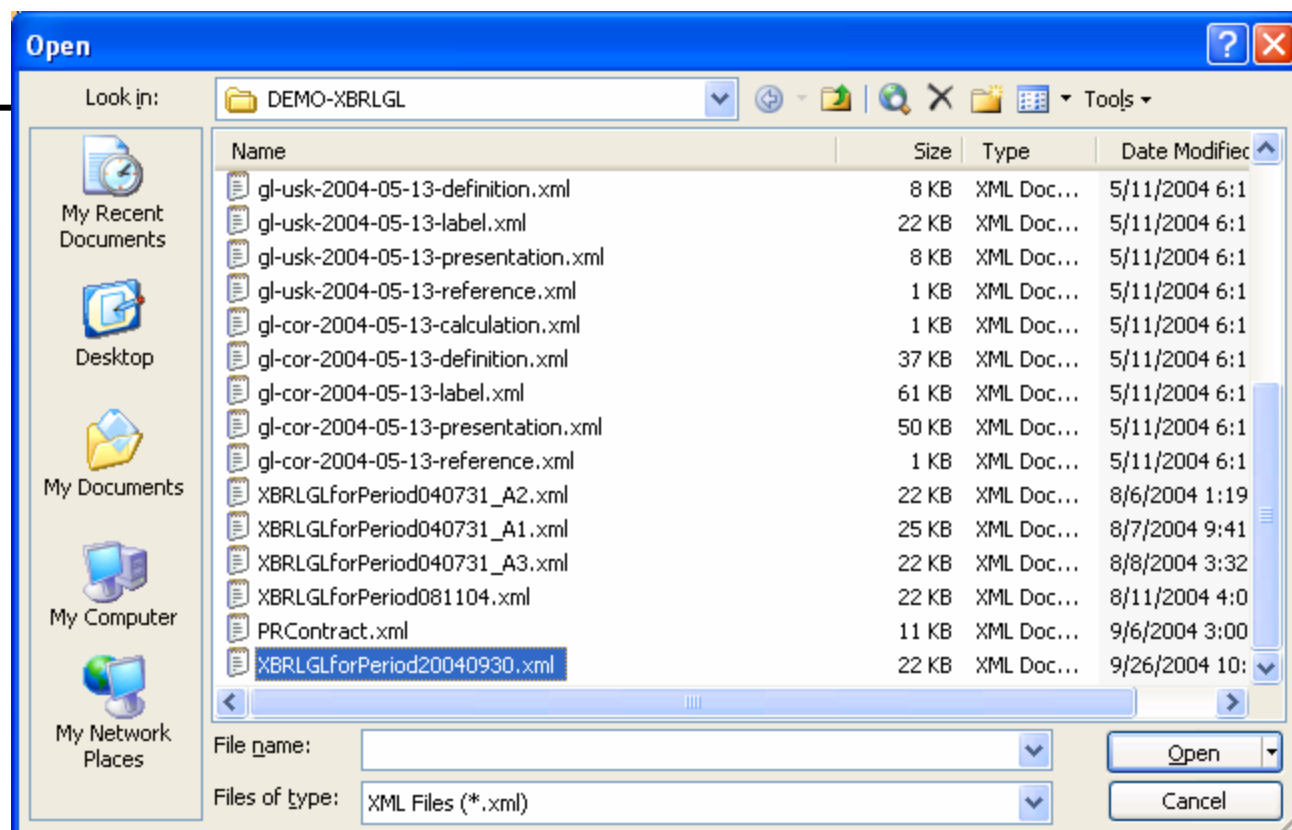 Open
Look in: DEMO-XBRLGL Tools
Name Size Type Date Modified
gl-usk-2004-05-13-definition.xml 8 KB XML Doc... 5/11/2004 6:1
gl-usk-2004-05-13-label.xml 22 KB XML Doc... 5/11/2004 6:1
gl-usk-2004-05-13-presentation.xml 8 KB XML Doc... 5/11/2004 6:1
gl-usk-2004-05-13-reference.xml 1 KB XML Doc... 5/11/2004 6:1
gl-cor-2004-05-13-calculation.xml 1 KB XML Doc... 5/11/2004 6:1
gl-cor-2004-05-13-definition.xml 37 KB XML Doc... 5/11/2004 6:1
gl-cor-2004-05-13-label.xml 61 KB XML Doc... 5/11/2004 6:1
gl-cor-2004-05-13-presentation.xml 50 KB XML Doc... 5/11/2004 6:1
gl-cor-2004-05-13-reference.xml 1 KB XML Doc... 5/11/2004 6:1
XBRLGLforPeriod040731_A2.xml 22 KB XML Doc... 8/6/2004 1:19
XBRLGLforPeriod040731_A1.xml 25 KB XML Doc... 8/7/2004 9:41
XBRLGLforPeriod040731_A3.xml 22 KB XML Doc... 8/8/2004 3:32
XBRLGLforPeriod081104.xml 22 KB XML Doc... 8/11/2004 4:0
PRContract.xml 11 KB XML Doc... 9/6/2004 3:00
XBRLGLforPeriod20040930.xml 22 KB XML Doc... 9/26/2004 10:
My Recent
Documents
Desktop
My Documents
My Computer
My Network
Places
File name: Open
Files of type: XML Files (*.xml) Cancel